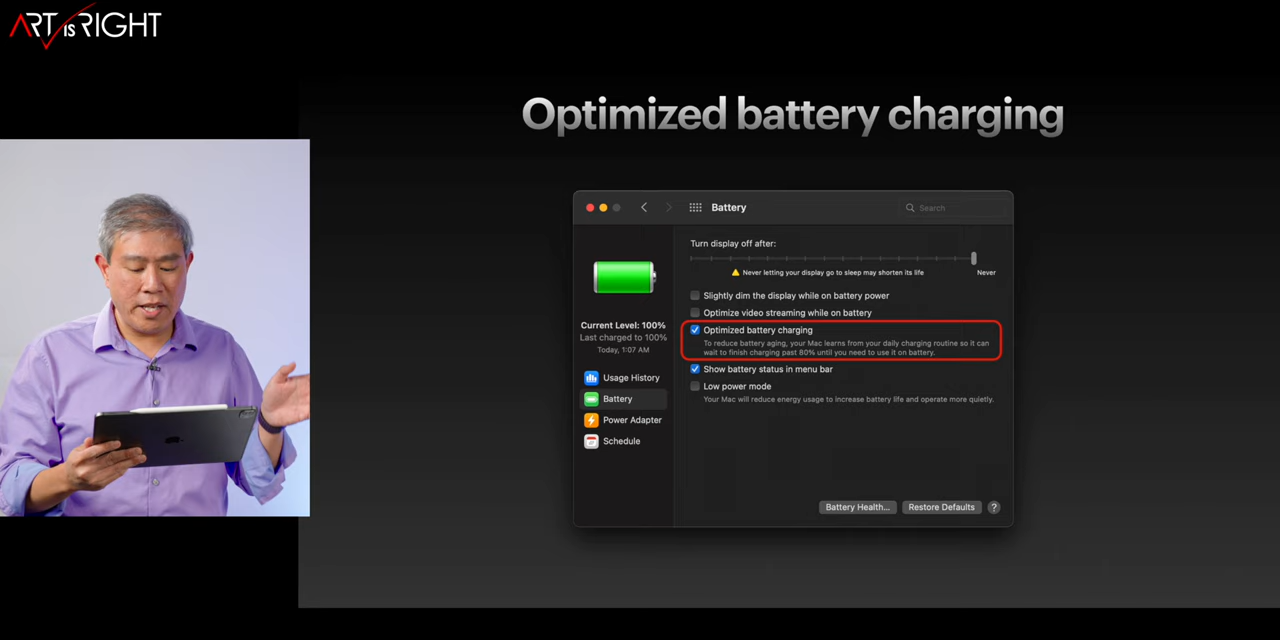 ART IS RIGHT
Optimized battery charging
Battery
Search
Turn display off after:
Never letting your display go to sleep may shorten its life
Never
Slightly dim the display while on battery power
Optimize video streaming while on battery
Optimized battery charging
To reduce battery aging, your Mac learns from your daily charging routine so it can
wait to finish charging past 80% until you need to use it on battery.
Show battery status in menu bar
Low power mode
Your Mac will reduce energy usage to increase battery life and operate more quietly.
Current Level: 100%
Last charged to 100%
Today, 1:07 AM
Usage History
Battery
Power Adapter
Schedule
Battery Health...
Restore Defaults
?